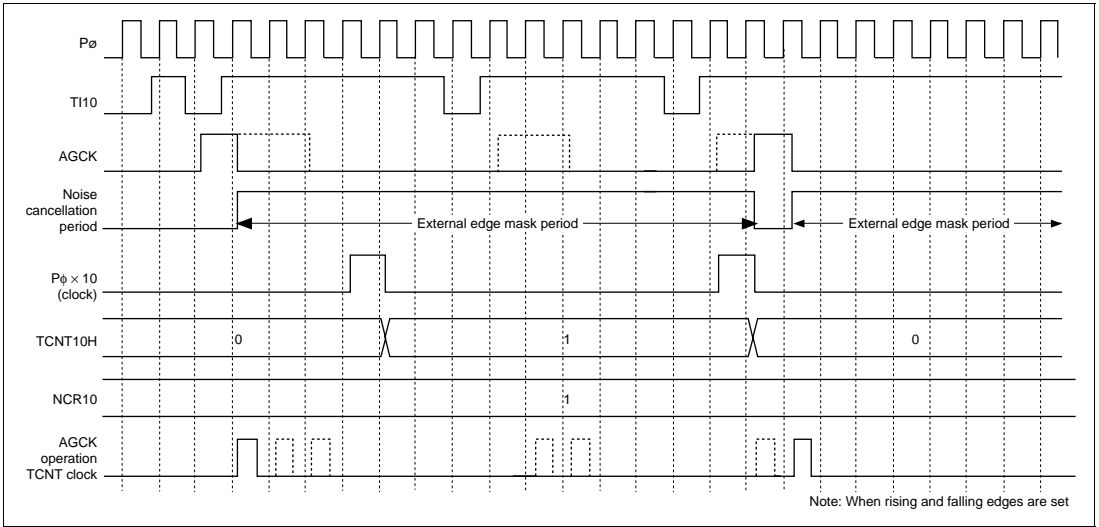 Pø
TI10
AGCK
Noise
cancellation
period
External edge mask period
External edge mask period
Pϕ × 10
(clock)
TCNT10H
0
1
0
NCR10
1
AGCK
operation
TCNT clock
Note: When rising and falling edges are set